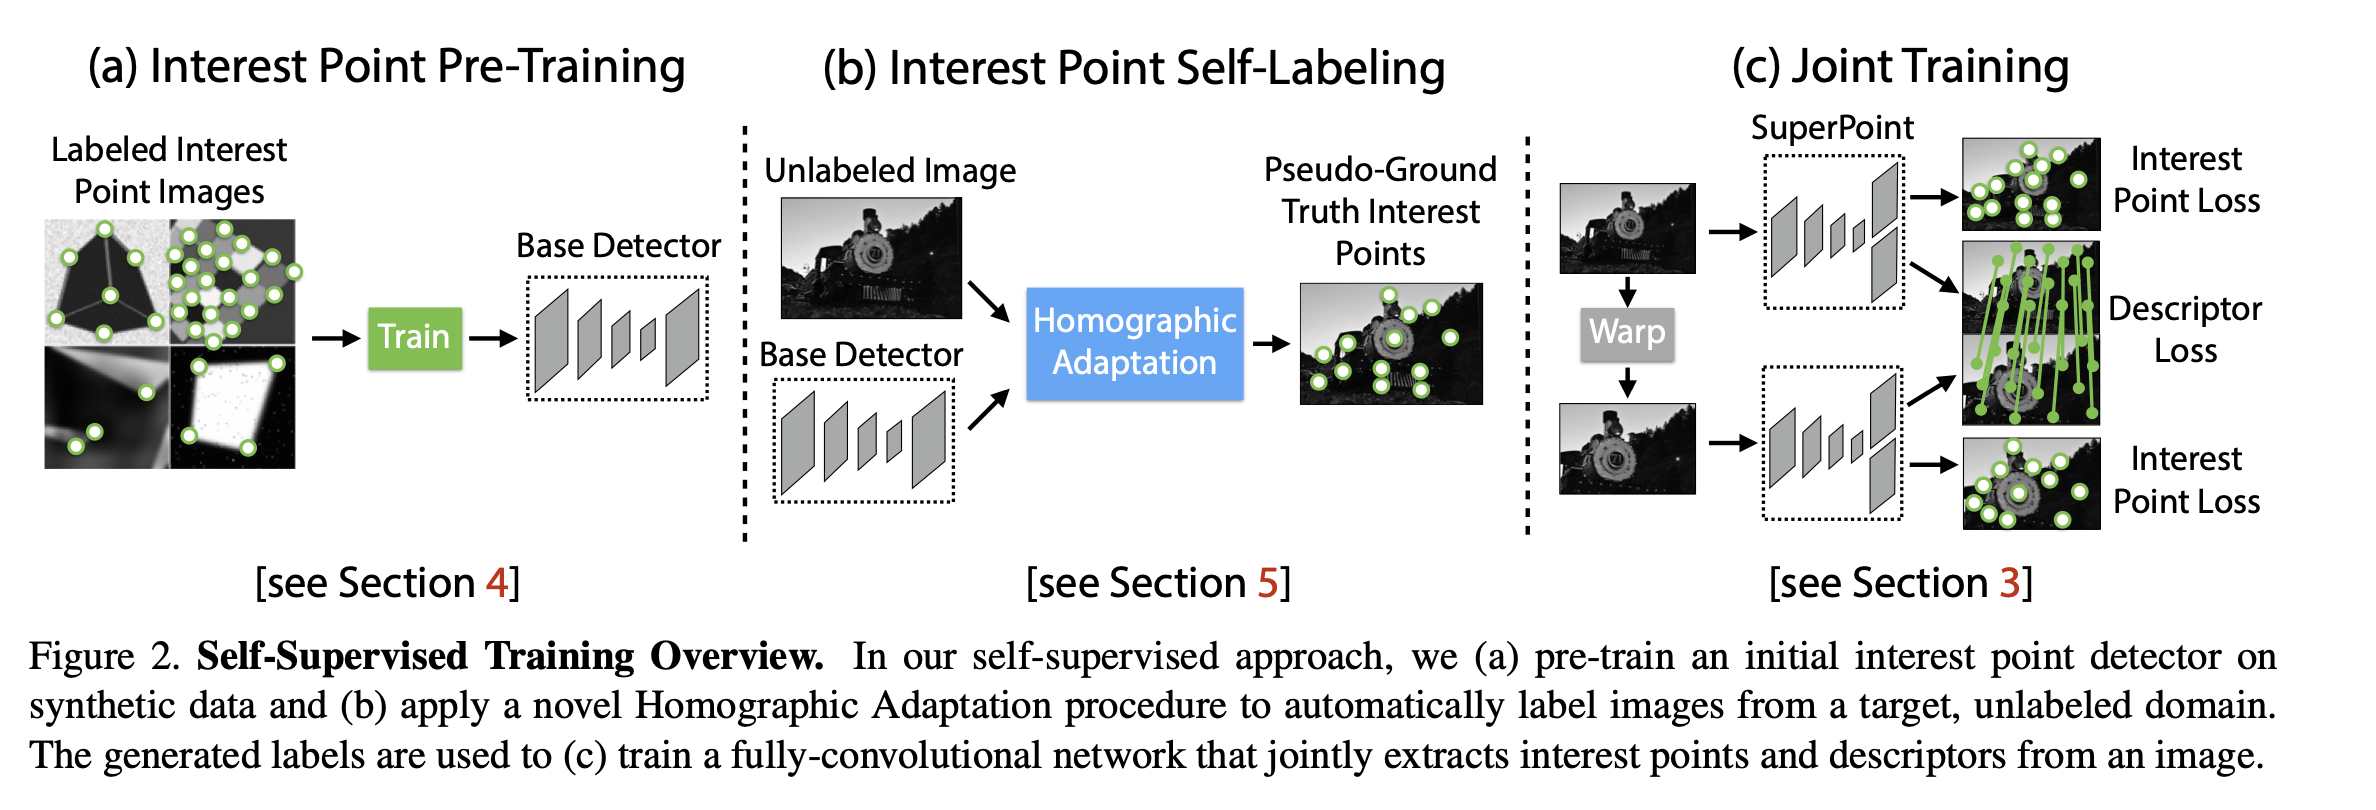 (a) Interest Point Pre-Training
Labeled Interest
Point Images
Train
Base Detector
[see Section 4]
(b) Interest Point Self-Labeling
Unlabeled Image
Base Detector
Homographic
Adaptation
Pseudo-Ground
Truth Interest
Points
[see Section 5]
(c) Joint Training
SuperPoint
Warp
Interest
Point Loss
Descriptor
Loss
Interest
Point Loss
[see Section 3]
Figure 2. Self-Supervised Training Overview. In our self-supervised approach, we (a) pre-train an initial interest point detector on
synthetic data and (b) apply a novel Homographic Adaptation procedure to automatically label images from a target, unlabeled domain.
The generated labels are used to (c) train a fully-convolutional network that jointly extracts interest points and descriptors from an image.